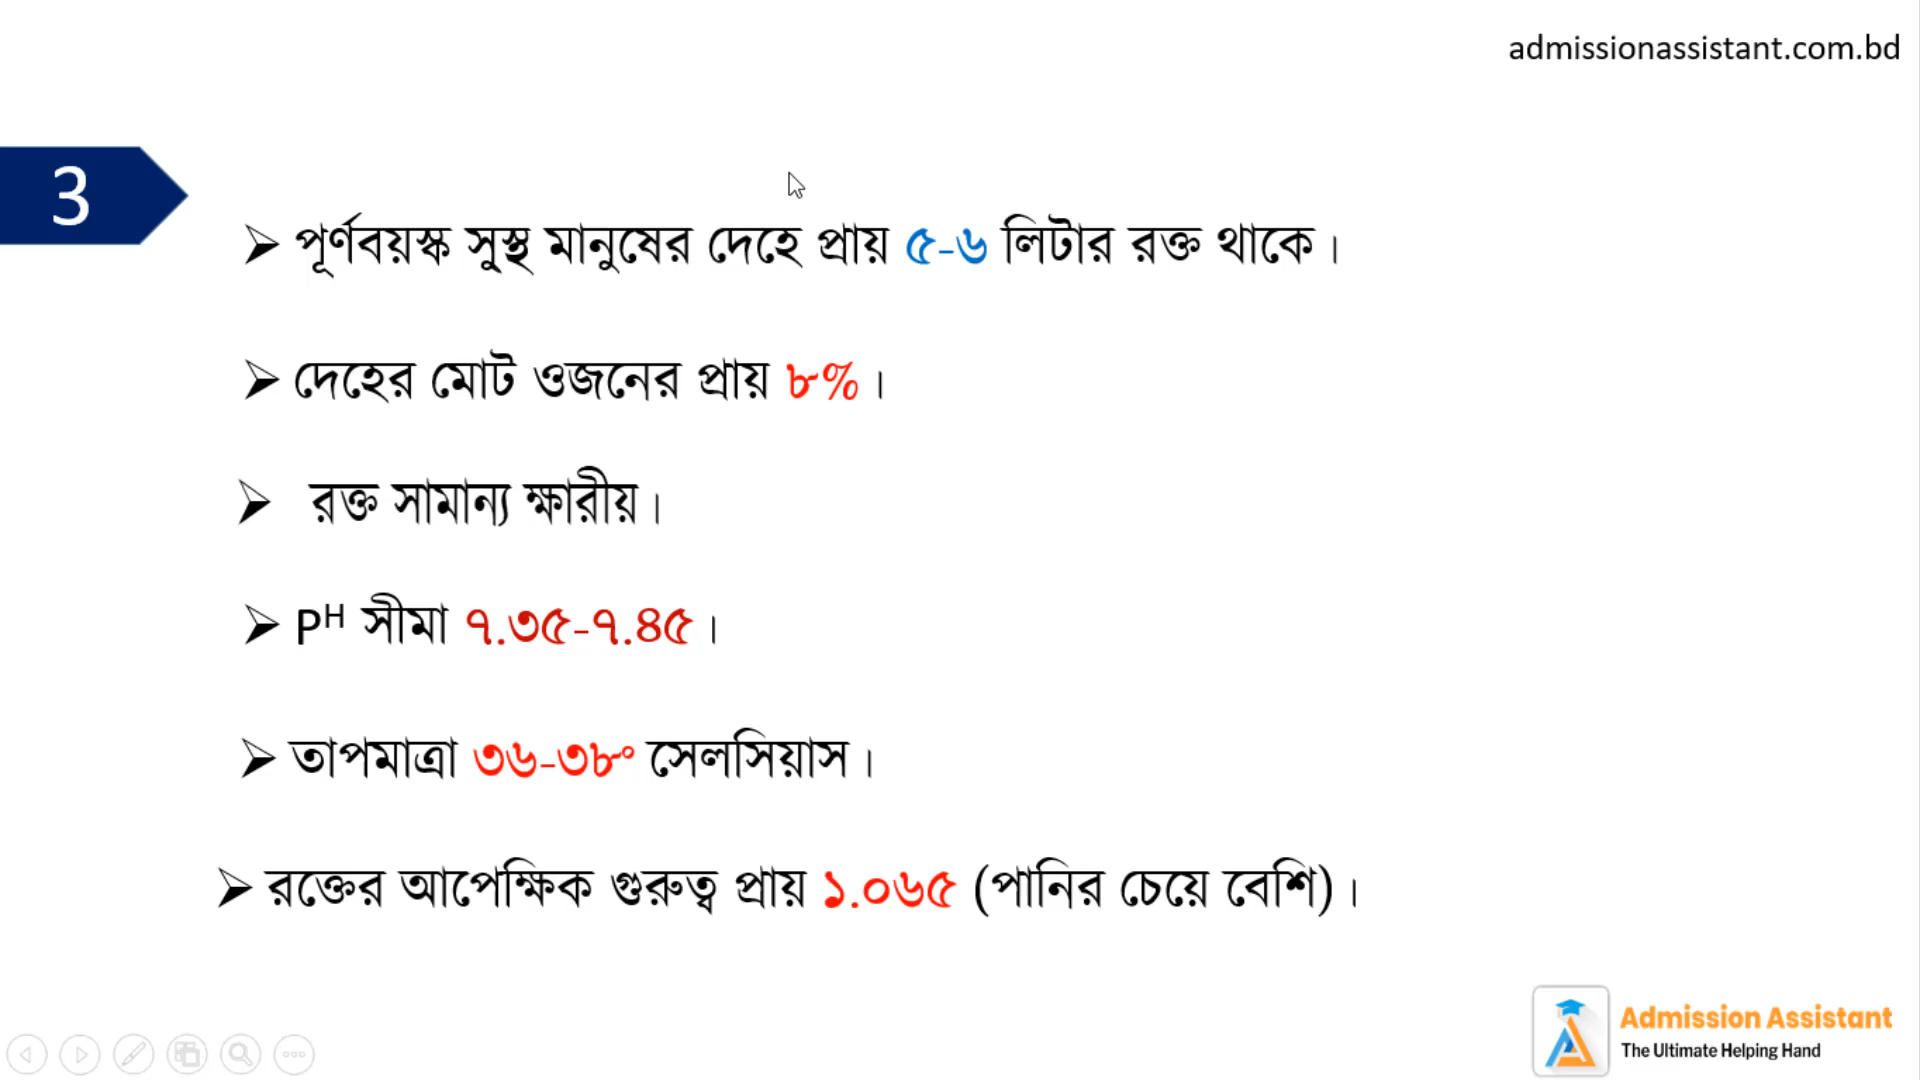 admissionassistant.com.bd
3
➢ পূর্ণবয়স্ক সুস্থ মানুষের দেহে প্রায় ৫-৬ লিটার রক্ত থাকে।
➢ দেহের মোট ওজনের প্রায় ৮%।
➢ রক্ত সামান্য ক্ষারীয়।
➢ Pᴴ সীমা ৭.৩৫-৭.৪৫।
➢ তাপমাত্রা ৩৬-৩৮° সেলসিয়াস।
➢ রক্তের আপেক্ষিক গুরুত্ব প্রায় ১.০৬৫ (পানির চেয়ে বেশি)।
Admission Assistant
The Ultimate Helping Hand